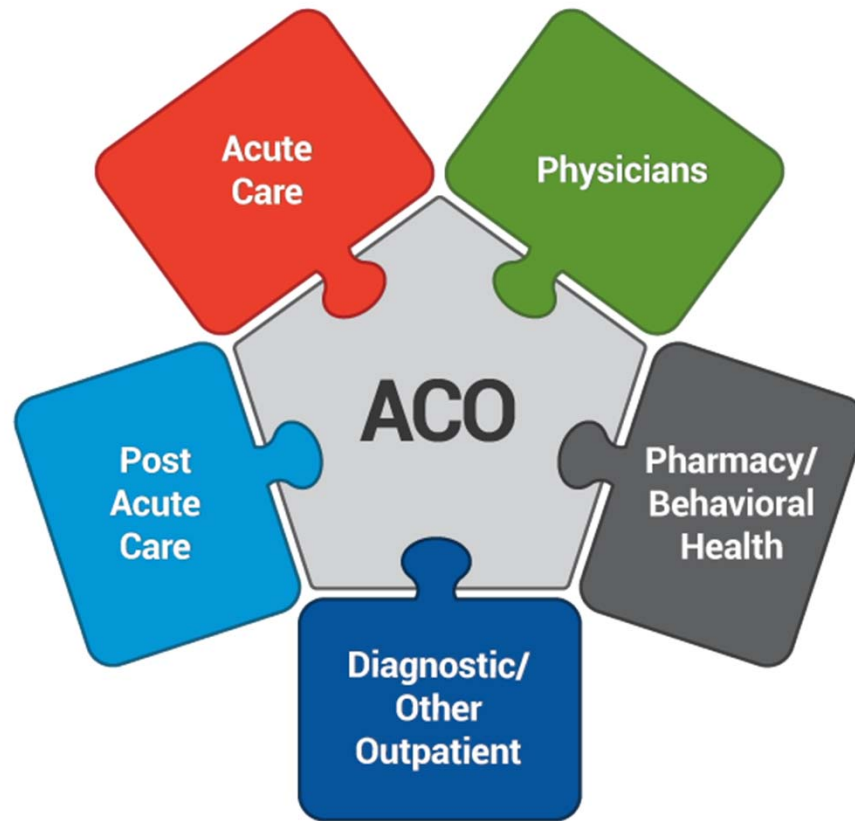 Acute
Care
Physicians
ACO
Post
Acute
Care
Pharmacy/
Behavioral
Health
Diagnostic/
Other
Outpatient